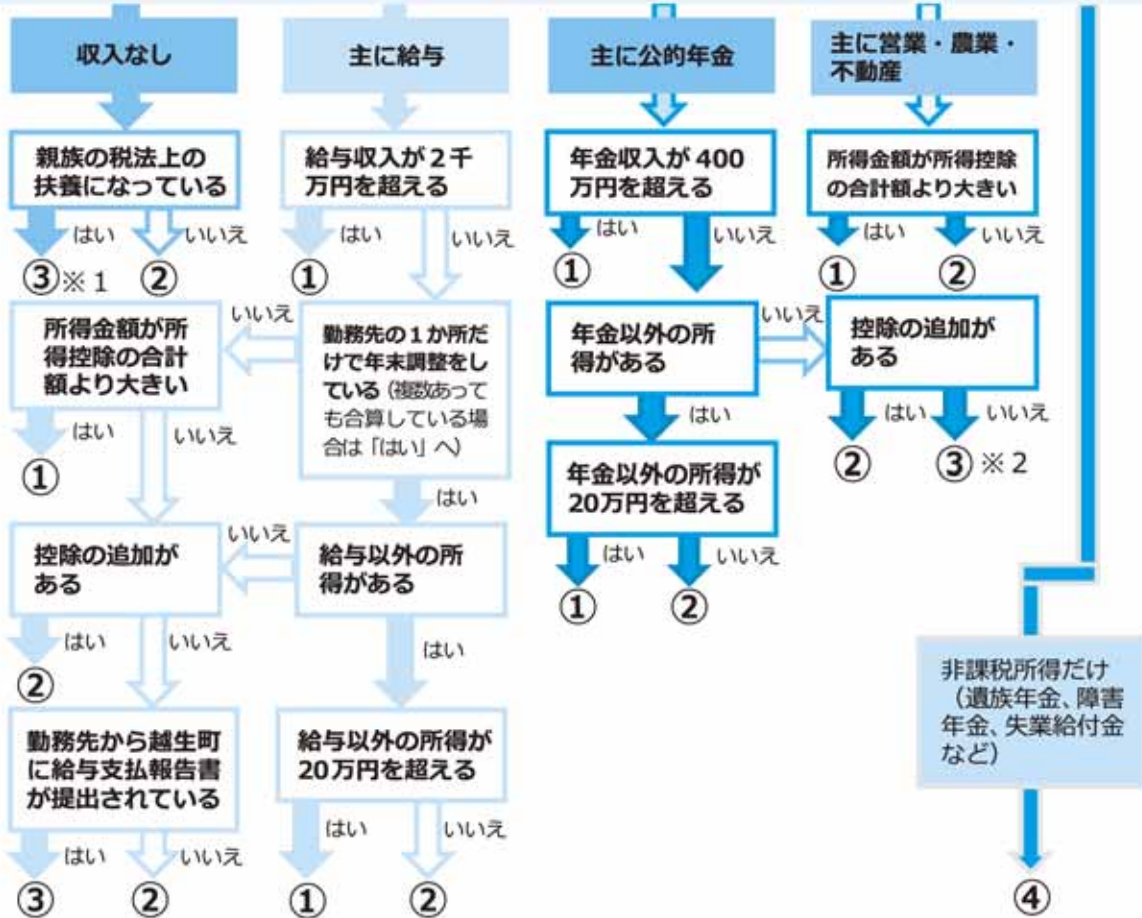 収入なし
主に給与
主に公的年金
主に営業・農業・
不動産
親族の税法上の
扶養になっている
はい
いいえ
③※1
②
給与収入が2千
万円を超える
はい
いいえ
①
年金収入が400
万円を超える
はい
いいえ
①
所得金額が所得控除
の合計額より大きい
はい
いいえ
①
②
所得金額が所
得控除の合計
額より大きい
はい
いいえ
①
いいえ
勤務先の1か所だ
けで年末調整をし
ている(複数あって
も合算している場
合は「はい」へ)
はい
年金以外の所
得がある
はい
いいえ
控除の追加が
ある
はい
いいえ
②
③※2
年金以外の所得が
20万円を超える
はい
いいえ
①
②
控除の追加が
ある
はい
いいえ
②
いいえ
給与以外の所
得がある
はい
勤務先から越生町
に給与支払報告書
が提出されている
はい
いいえ
③
②
給与以外の所得が
20万円を超える
はい
いいえ
①
②
非課税所得だけ
(遺族年金、障害
年金、失業給付金
など)
④